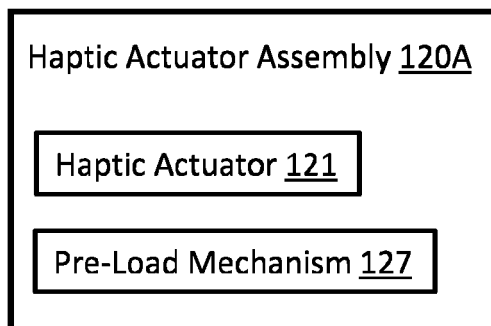 Haptic Actuator Assembly 120A
Haptic Actuator 121
Pre-Load Mechanism 127